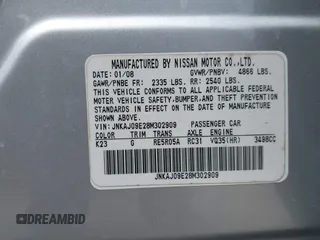 MANUFACTURED BY NISSAN MOTOR CO.,LTD.
DATE: 01/08 GVWR/PNBV: 4866 LBS.
GAWR/PNBE FR: 2335 LBS. RR: 2540 LBS.
THIS VEHICLE CONFORMS TO ALL APPLICABLE FEDERAL
MOTOR VEHICLE SAFETY,BUMPER,AND THEFT PREVENTION
STANDARDS IN EFFECT ON THE DATE OF MANUFACTURE
SHOWN ABOVE.
VIN: JNKAJ09E28M302909 PASSENGER CAR
COLOR TRIM TRANS AXLE ENGINE
K23 G RE5R05A RC31 VQ35(HR) 3498CC
JNKAJ09E28M302909
DREAMBID